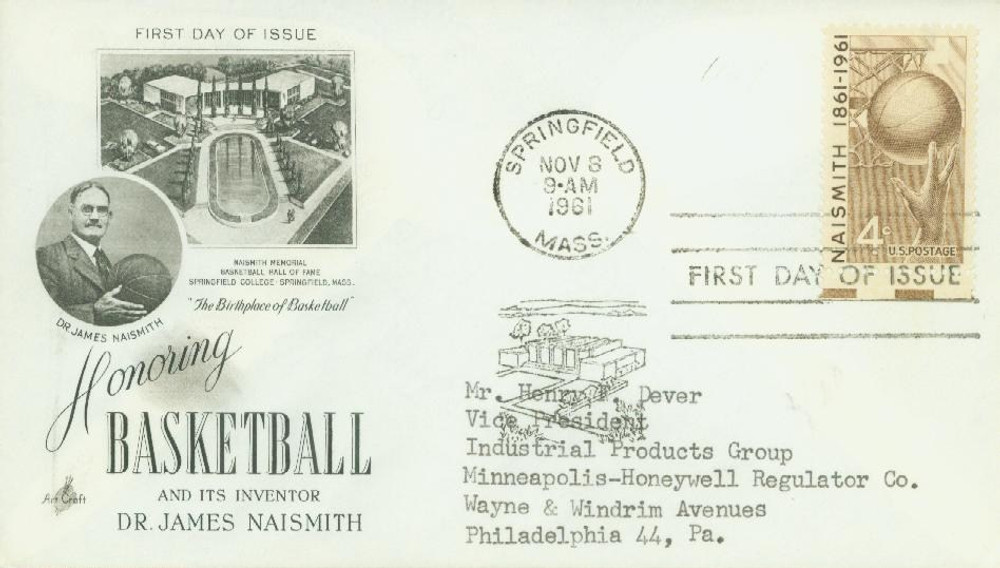 FIRST DAY OF ISSUE
NAISMITH MEMORIAL
BASKETBALL HALL OF FAME
SPRINGFIELD COLLEGE · SPRINGFIELD, MASS.
"The Birthplace of Basketball"
DR. JAMES NAISMITH
Honoring
BASKETBALL
AND ITS INVENTOR
DR. JAMES NAISMITH
Art Craft
SPRINGFIELD
NOV 8
9-AM
1961
MASS.
NAISMITH 1861-1961
4c
U.S. POSTAGE
FIRST DAY OF ISSUE
Mr. Henry Dever
Vice President
Industrial Products Group
Minneapolis-Honeywell Regulator Co.
Wayne & Windrim Avenues
Philadelphia 44, Pa.